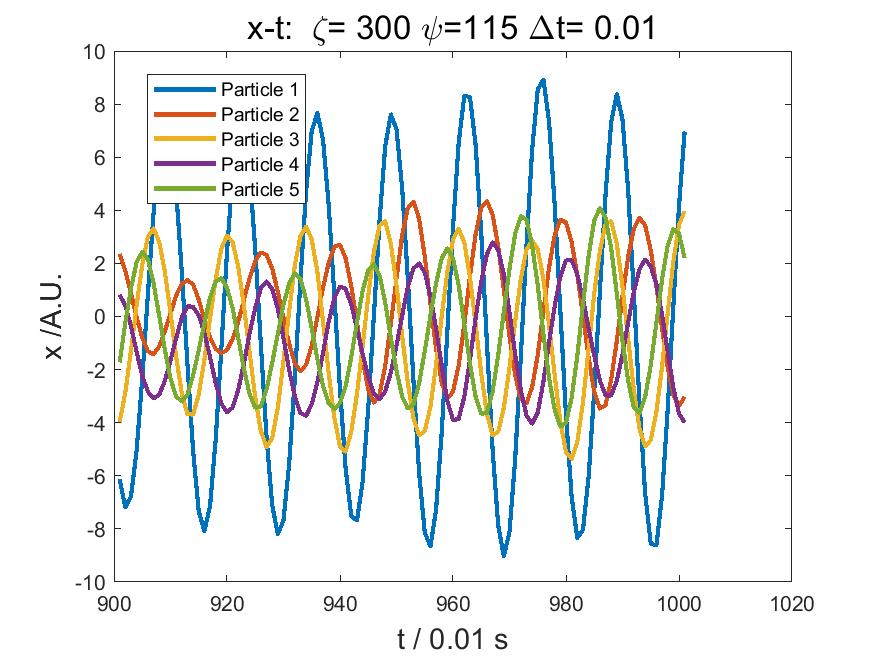 x-t: ζ= 300 ψ=115 Δt= 0.01
10
8
6
4
2
0
-2
-4
-6
-8
-10
x /A.U.
Particle 1
Particle 2
Particle 3
Particle 4
Particle 5
900 920 940 960 980 1000 1020
t / 0.01 s